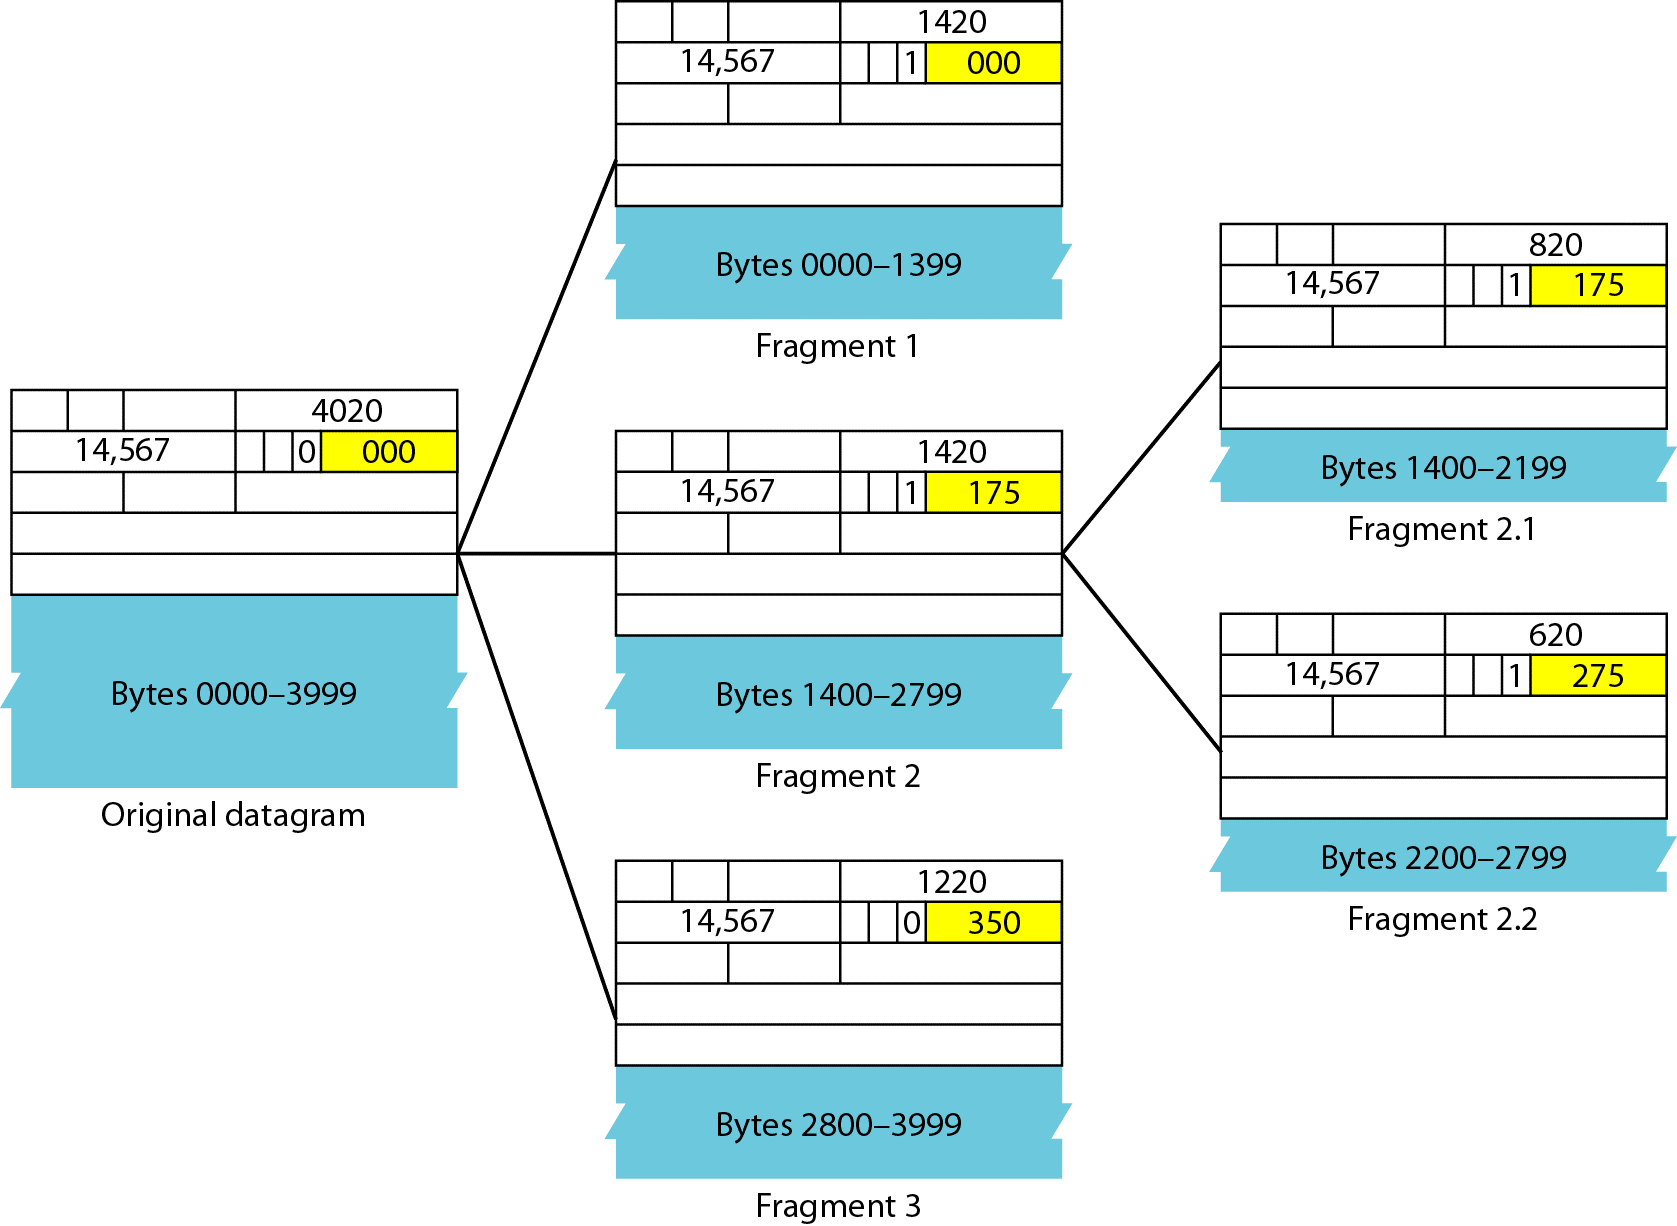 4020
14,567 0 000
Bytes 0000–3999
Original datagram
1420
14,567 1 000
Bytes 0000–1399
Fragment 1
1420
14,567 1 175
Bytes 1400–2799
Fragment 2
1220
14,567 0 350
Bytes 2800–3999
Fragment 3
820
14,567 1 175
Bytes 1400–2199
Fragment 2.1
620
14,567 1 275
Bytes 2200–2799
Fragment 2.2